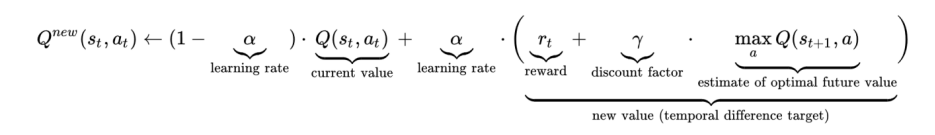 Q^{new}(s_t, a_t) ← (1 − α) · Q(s_t, a_t) + α · ( r_t + γ · max_a Q(s_{t+1}, a) )
learning rate current value learning rate reward discount factor estimate of optimal future value
new value (temporal difference target)